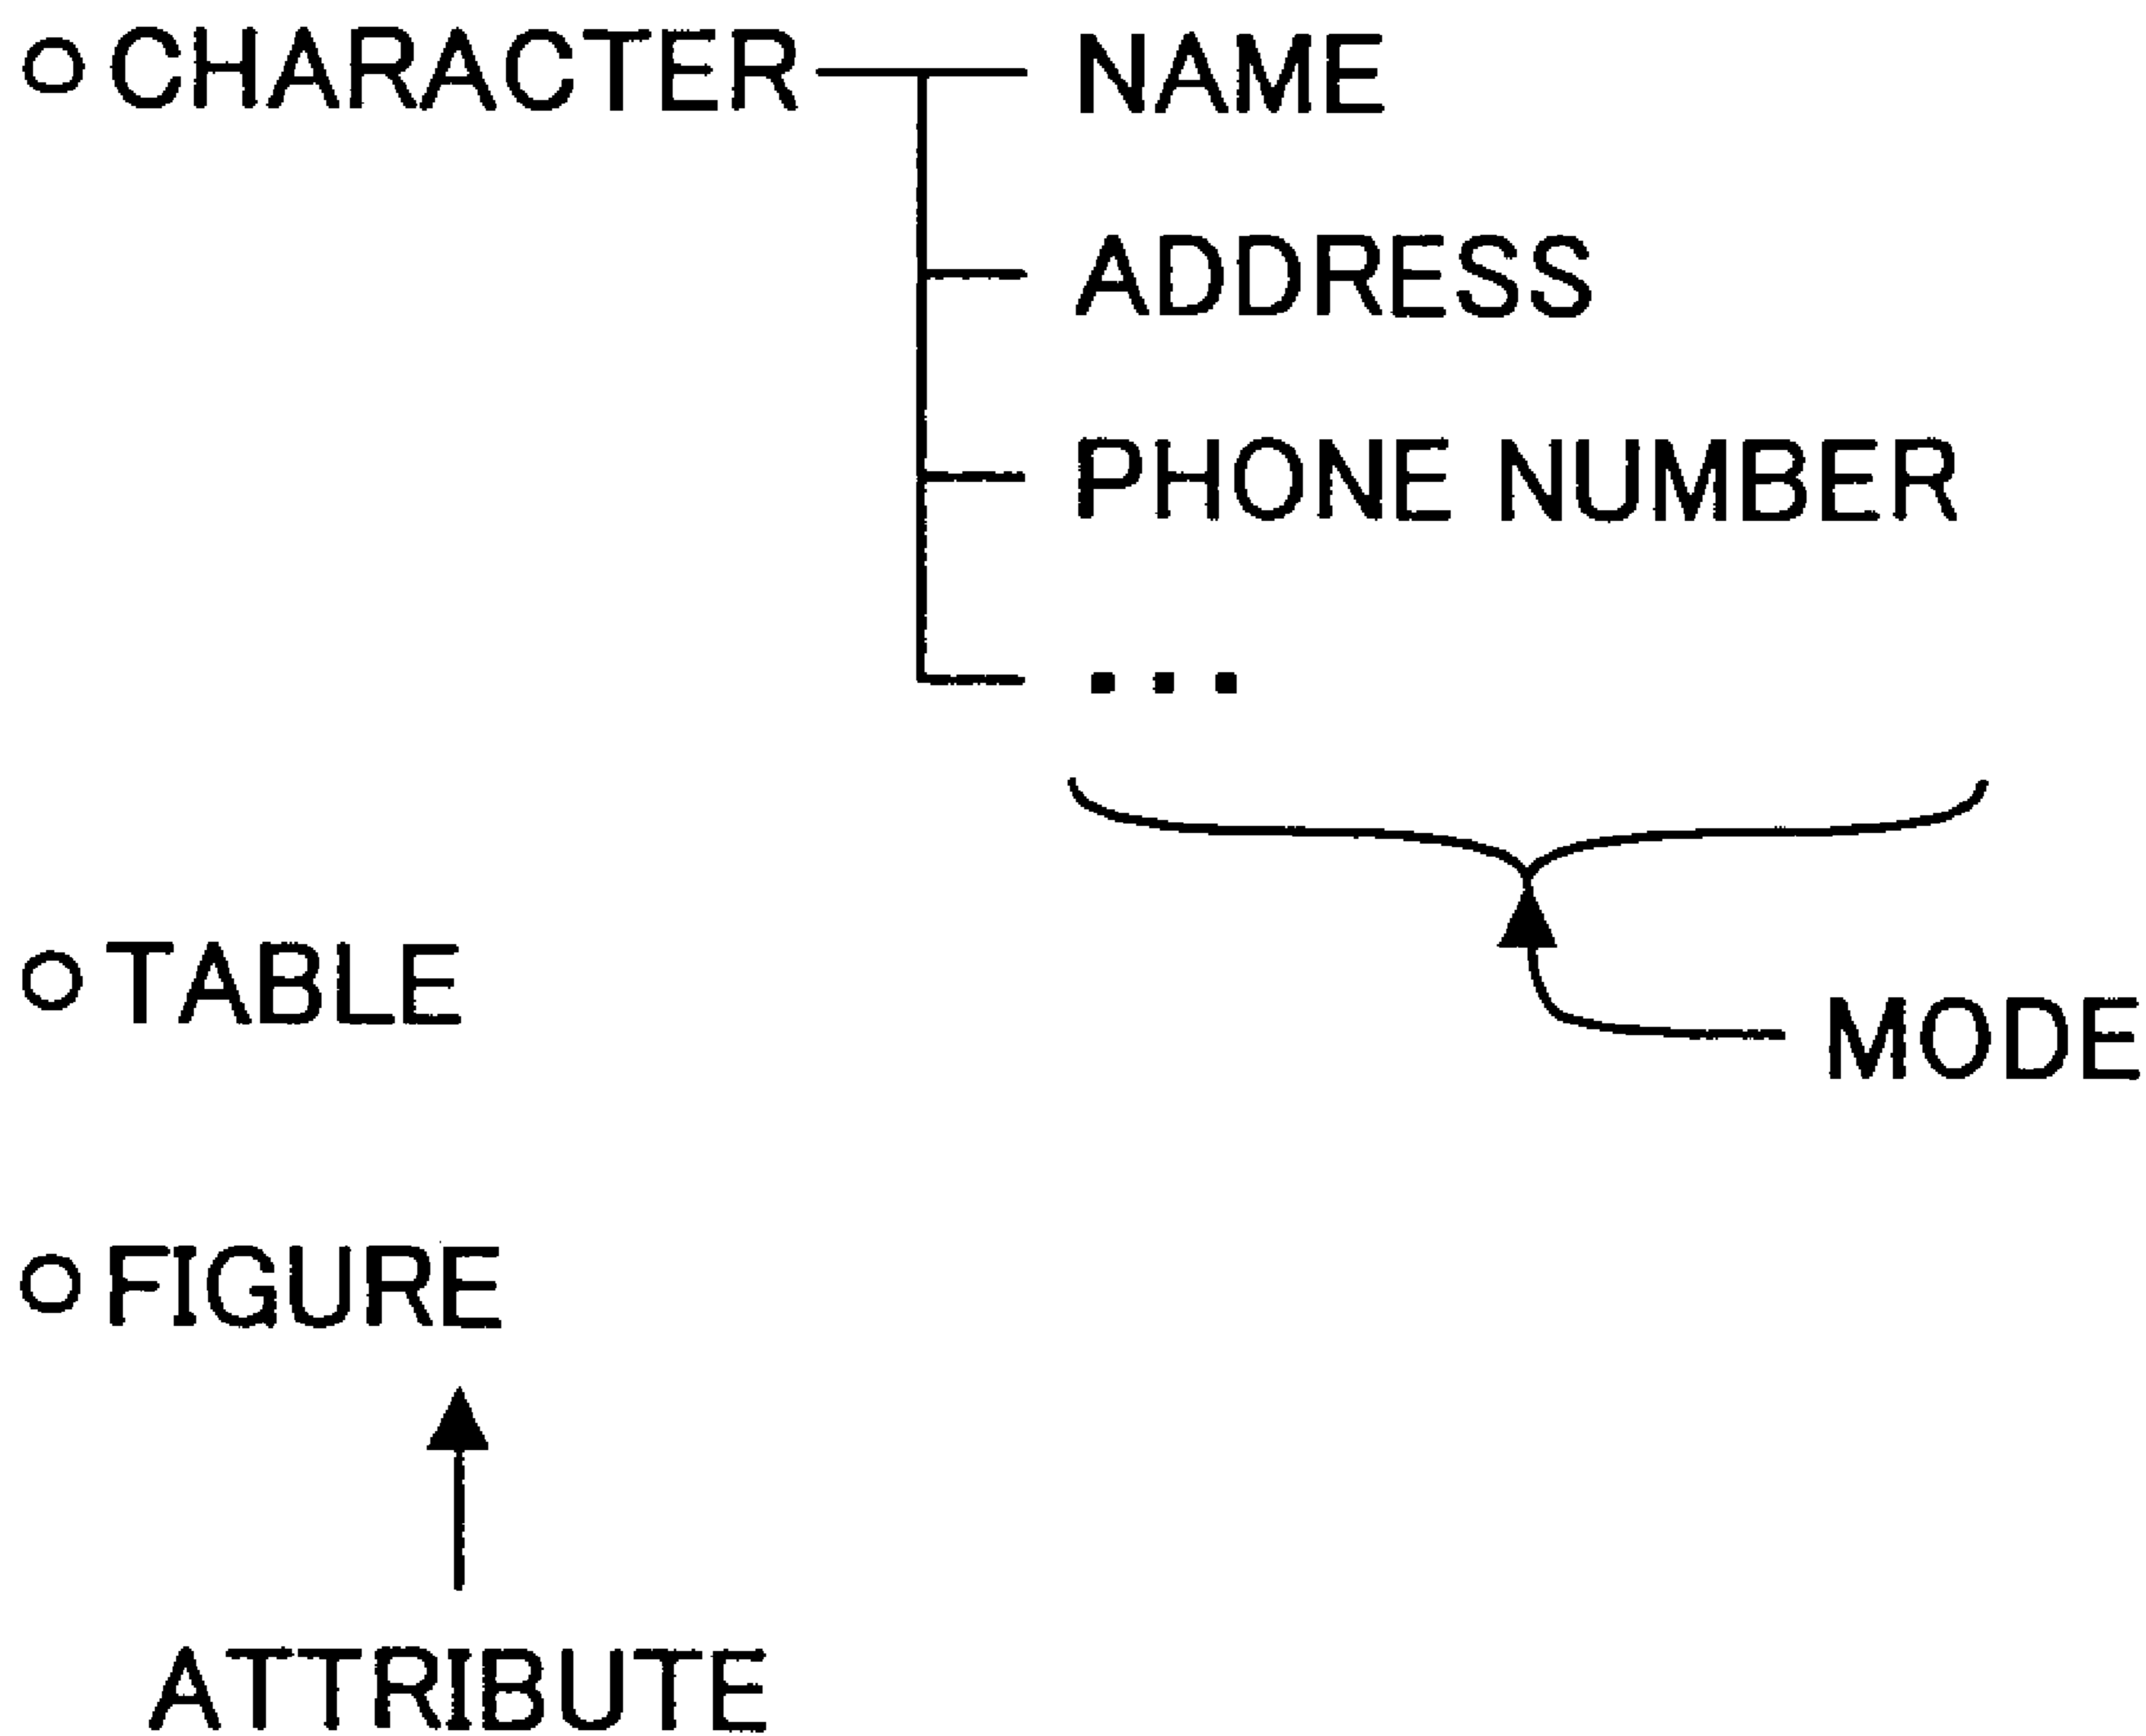 ○ CHARACTER NAME
ADDRESS
PHONE NUMBER
...
○ TABLE
MODE
○ FIGURE
ATTRIBUTE